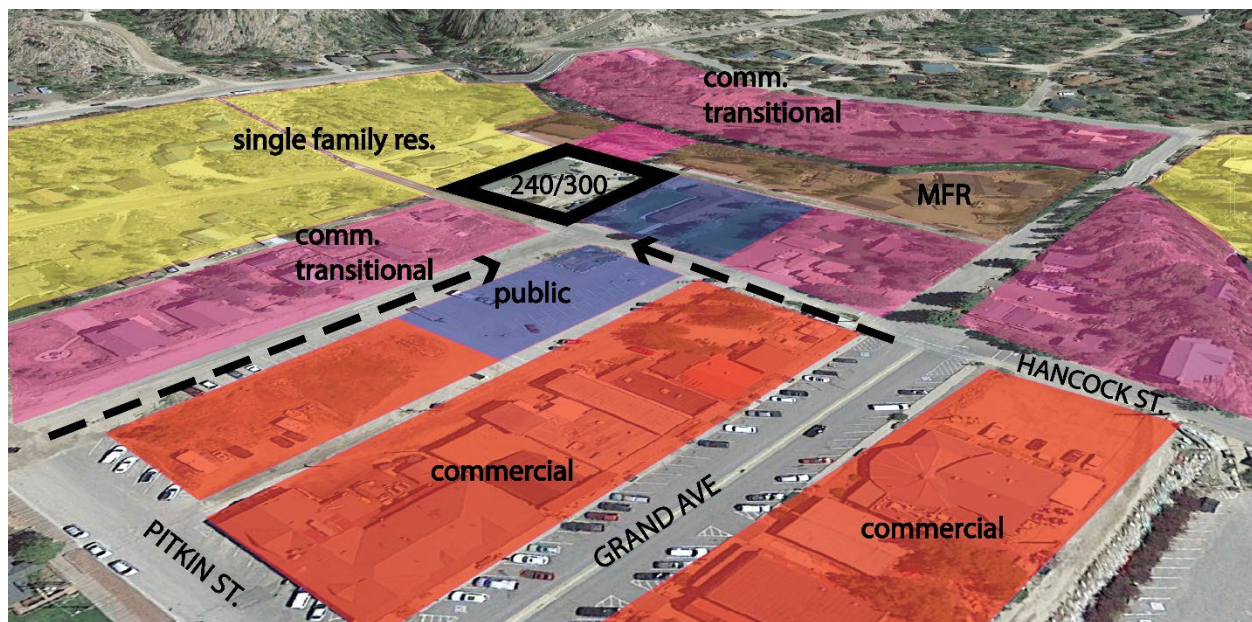 comm.
transitional
single family res.
240/300
MFR
comm.
transitional
public
HANCOCK ST.
commercial
GRAND AVE
commercial
PITKIN ST.